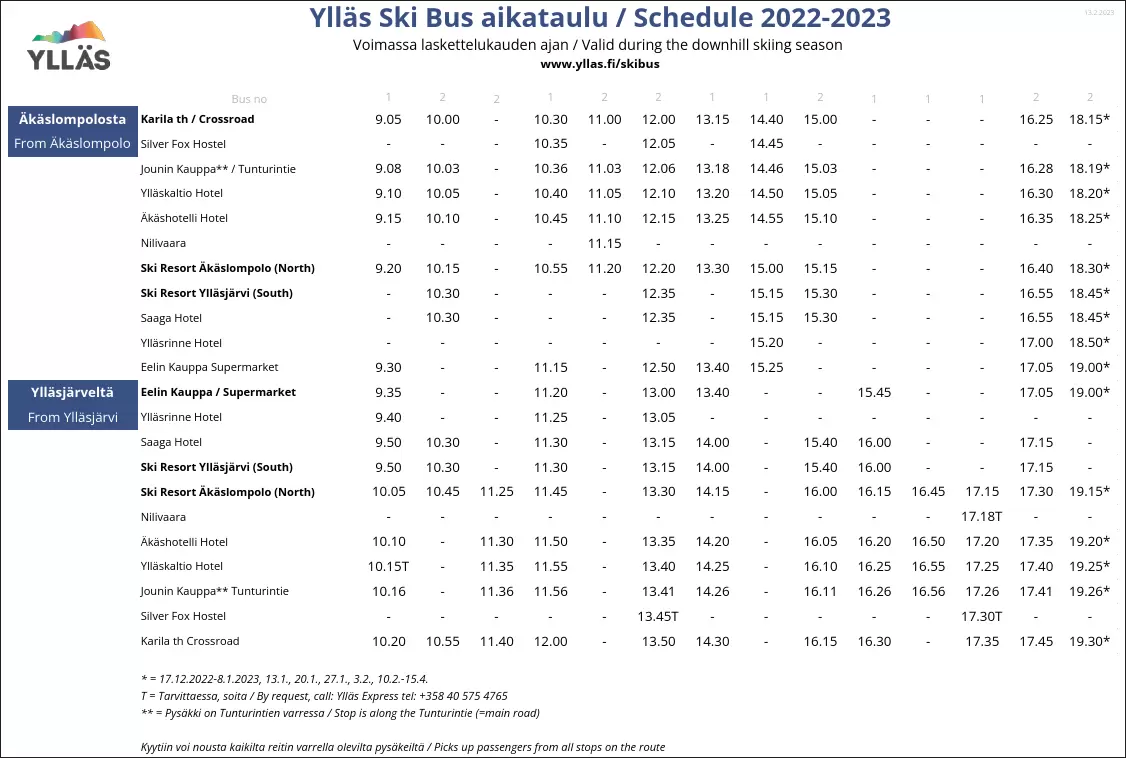 Ylläs Ski Bus aikataulu / Schedule 2022-2023
13.2.2023
YLLÄS
Voimassa laskettelukauden ajan / Valid during the downhill skiing season
www.yllas.fi/skibus
Bus no 1 2 2 1 2 2 1 1 2 1 1 1 2 2
Äkäslompolosta Karila th / Crossroad 9.05 10.00 - 10.30 11.00 12.00 13.15 14.40 15.00 - - - 16.25 18.15*
From Äkäslompolo Silver Fox Hostel - - - 10.35 - 12.05 - 14.45 - - - - - -
Jounin Kauppa** / Tunturintie 9.08 10.03 - 10.36 11.03 12.06 13.18 14.46 15.03 - - - 16.28 18.19*
Ylläskaltio Hotel 9.10 10.05 - 10.40 11.05 12.10 13.20 14.50 15.05 - - - 16.30 18.20*
Äkäshotelli Hotel 9.15 10.10 - 10.45 11.10 12.15 13.25 14.55 15.10 - - - 16.35 18.25*
Nilivaara - - - - 11.15 - - - - - - - - -
Ski Resort Äkäslompolo (North) 9.20 10.15 - 10.55 11.20 12.20 13.30 15.00 15.15 - - - 16.40 18.30*
Ski Resort Ylläsjärvi (South) - 10.30 - - - 12.35 - 15.15 15.30 - - - 16.55 18.45*
Saaga Hotel - 10.30 - - - 12.35 - 15.15 15.30 - - - 16.55 18.45*
Ylläsrinne Hotel - - - - - - - 15.20 - - - - 17.00 18.50*
Eelin Kauppa Supermarket 9.30 - - 11.15 - 12.50 13.40 15.25 - - - - 17.05 19.00*
Ylläsjärveltä Eelin Kauppa / Supermarket 9.35 - - 11.20 - 13.00 13.40 - - 15.45 - - 17.05 19.00*
From Ylläsjärvi Ylläsrinne Hotel 9.40 - - 11.25 - 13.05 - - - - - - - -
Saaga Hotel 9.50 10.30 - 11.30 - 13.15 14.00 - 15.40 16.00 - - 17.15 -
Ski Resort Ylläsjärvi (South) 9.50 10.30 - 11.30 - 13.15 14.00 - 15.40 16.00 - - 17.15 -
Ski Resort Äkäslompolo (North) 10.05 10.45 11.25 11.45 - 13.30 14.15 - 16.00 16.15 16.45 17.15 17.30 19.15*
Nilivaara - - - - - - - - - - - 17.18T - -
Äkäshotelli Hotel 10.10 - 11.30 11.50 - 13.35 14.20 - 16.05 16.20 16.50 17.20 17.35 19.20*
Ylläskaltio Hotel 10.15T - 11.35 11.55 - 13.40 14.25 - 16.10 16.25 16.55 17.25 17.40 19.25*
Jounin Kauppa** Tunturintie 10.16 - 11.36 11.56 - 13.41 14.26 - 16.11 16.26 16.56 17.26 17.41 19.26*
Silver Fox Hostel - - - - - 13.45T - - - - - 17.30T - -
Karila th Crossroad 10.20 10.55 11.40 12.00 - 13.50 14.30 - 16.15 16.30 - 17.35 17.45 19.30*
* = 17.12.2022-8.1.2023, 13.1., 20.1., 27.1., 3.2., 10.2.-15.4.
T = Tarvittaessa, soita / By request, call: Ylläs Express tel: +358 40 575 4765
** = Pysäkki on Tunturintien varressa / Stop is along the Tunturintie (=main road)
Kyytiin voi nousta kaikilta reitin varrella olevilta pysäkeiltä / Picks up passengers from all stops on the route